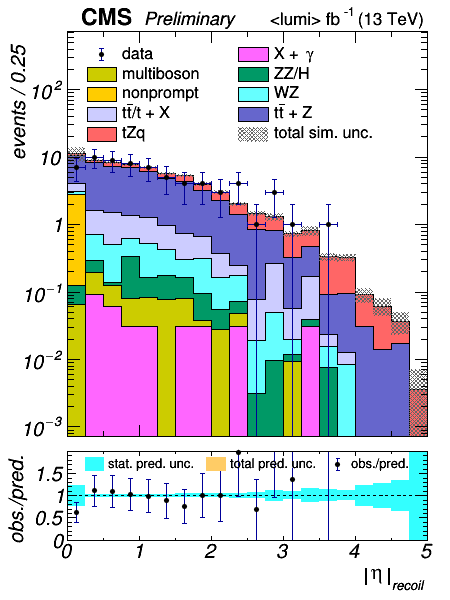 CMS Preliminary <lumi> fb⁻¹ (13 TeV)
events / 0.25
data
X + γ
multiboson
ZZ/H
nonprompt
WZ
tt̄/t + X
tt̄ + Z
tZq
total sim. unc.
10²
10
1
10⁻¹
10⁻²
10⁻³
obs./pred.
stat. pred. unc. total pred. unc. obs./pred.
1.5
1
0.5
0
0 1 2 3 4 5
|η|recoil